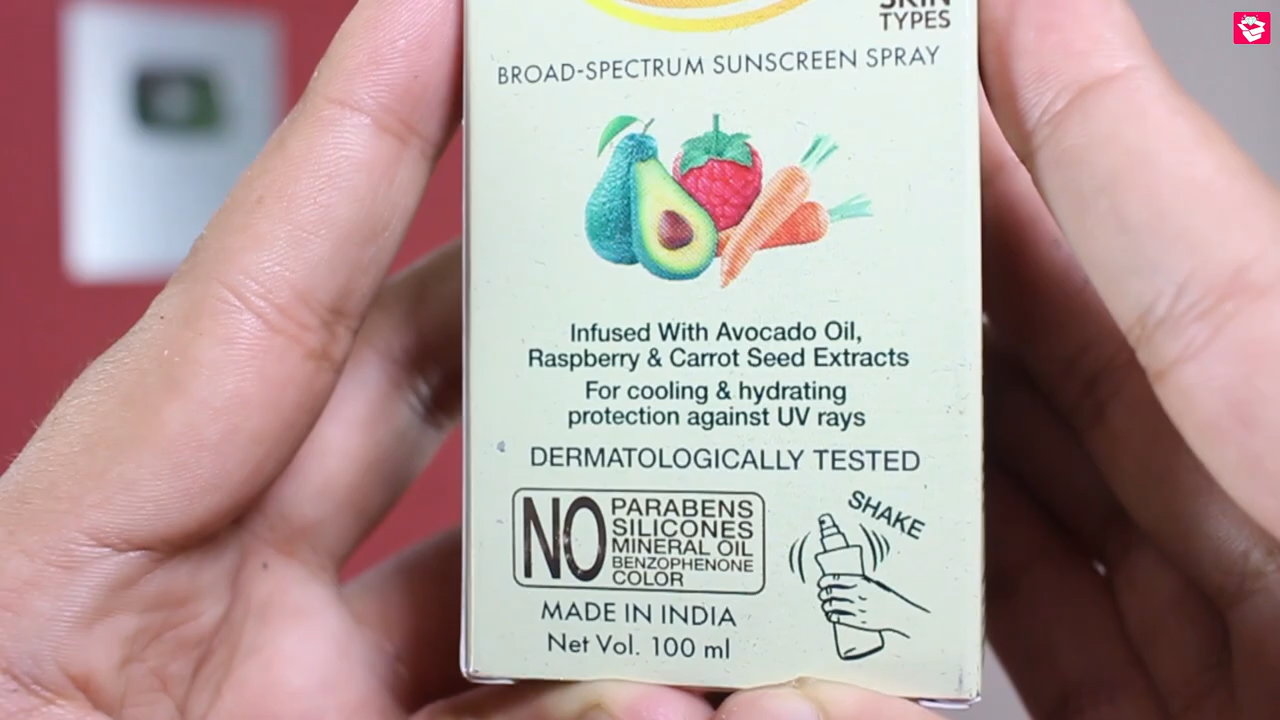 SKIN
TYPES
BROAD-SPECTRUM SUNSCREEN SPRAY
Infused With Avocado Oil,
Raspberry & Carrot Seed Extracts
For cooling & hydrating
protection against UV rays
DERMATOLOGICALLY TESTED
NO
PARABENS
SILICONES
MINERAL OIL
BENZOPHENONE
COLOR
SHAKE
MADE IN INDIA
Net Vol. 100 ml